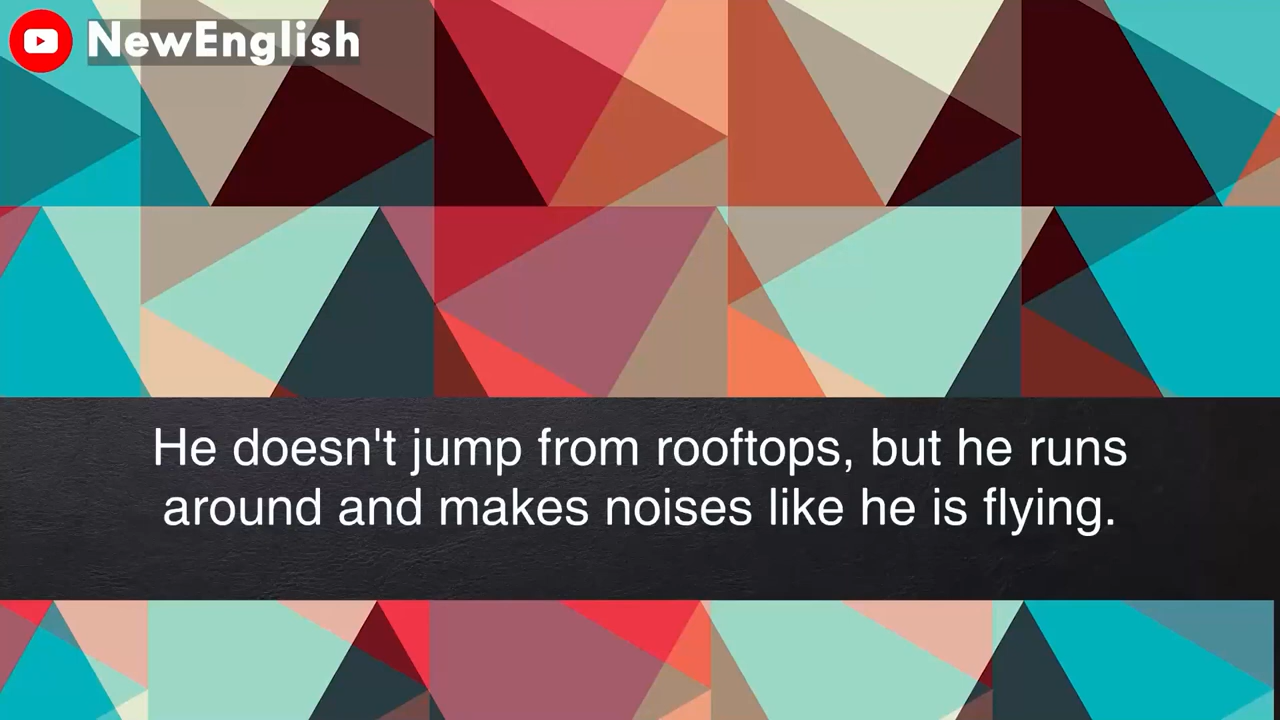 NewEnglish
He doesn't jump from rooftops, but he runs
around and makes noises like he is flying.